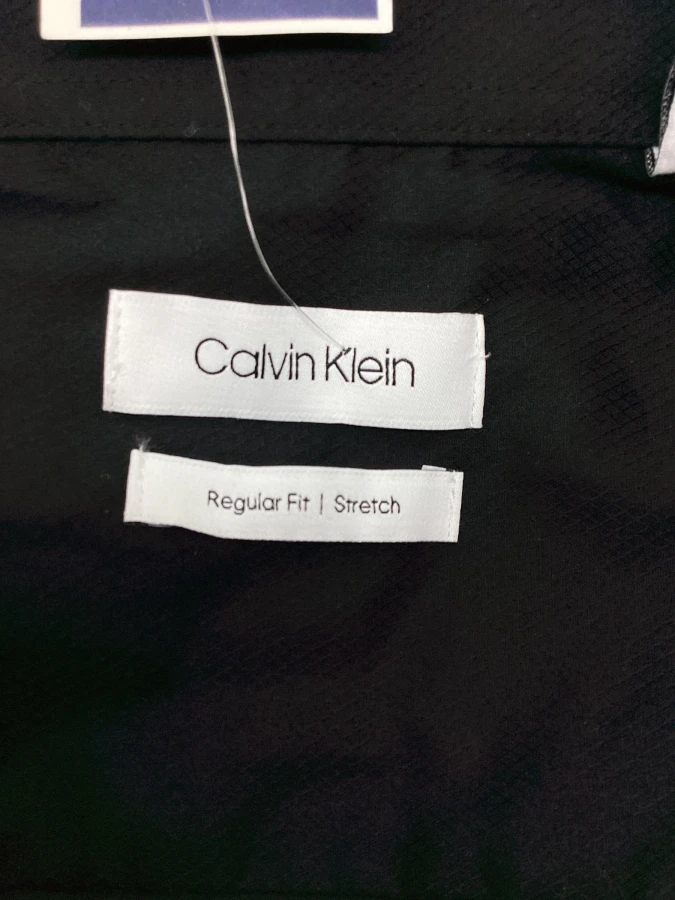 Calvin Klein
Regular Fit | Stretch